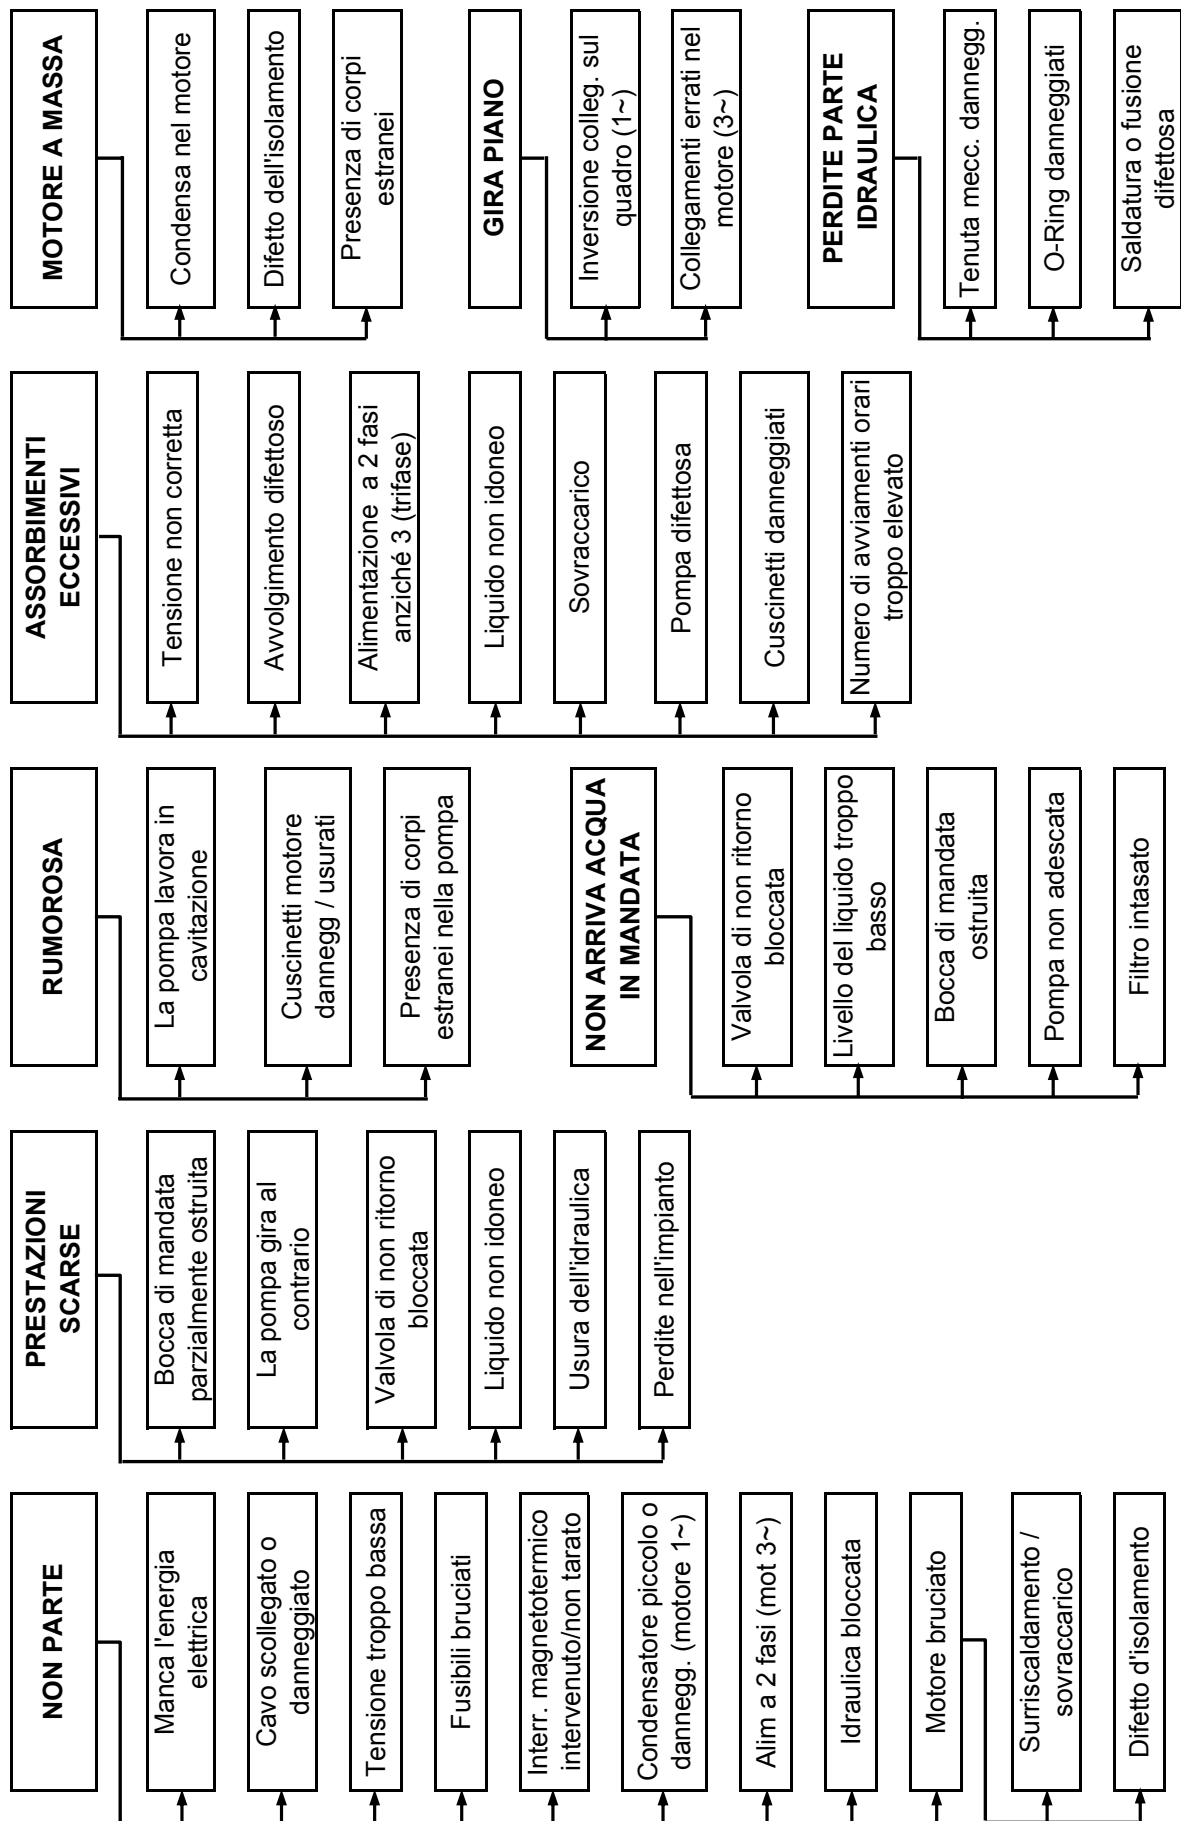 NON PARTE
Manca l'energia
elettrica
Cavo scollegato o
danneggiato
Tensione troppo bassa
Fusibili bruciati
Interr. magnetotermico
intervenuto/non tarato
Condensatore piccolo o
dannegg. (motore 1~)
Alim a 2 fasi (mot 3~)
Idraulica bloccata
Motore bruciato
Surriscaldamento /
sovraccarico
Difetto d'isolamento
PRESTAZIONI
SCARSE
Bocca di mandata
parzialmente ostruita
La pompa gira al
contrario
Valvola di non ritorno
bloccata
Liquido non idoneo
Usura dell'idraulica
Perdite nell'impianto
RUMOROSA
La pompa lavora in
cavitazione
Cuscinetti motore
dannegg / usurati
Presenza di corpi
estranei nella pompa
NON ARRIVA ACQUA
IN MANDATA
Valvola di non ritorno
bloccata
Livello del liquido troppo
basso
Bocca di mandata
ostruita
Pompa non adescata
Filtro intasato
ASSORBIMENTI
ECCESSIVI
Tensione non corretta
Avvolgimento difettoso
Alimentazione a 2 fasi
anziché 3 (trifase)
Liquido non idoneo
Sovraccarico
Pompa difettosa
Cuscinetti danneggiati
Numero di avviamenti orari
troppo elevato
MOTORE A MASSA
Condensa nel motore
Difetto dell'isolamento
Presenza di corpi
estranei
GIRA PIANO
Inversione colleg. sul
quadro (1~)
Collegamenti errati nel
motore (3~)
PERDITE PARTE
IDRAULICA
Tenuta mecc. dannegg.
O-Ring danneggiati
Saldatura o fusione
difettosa